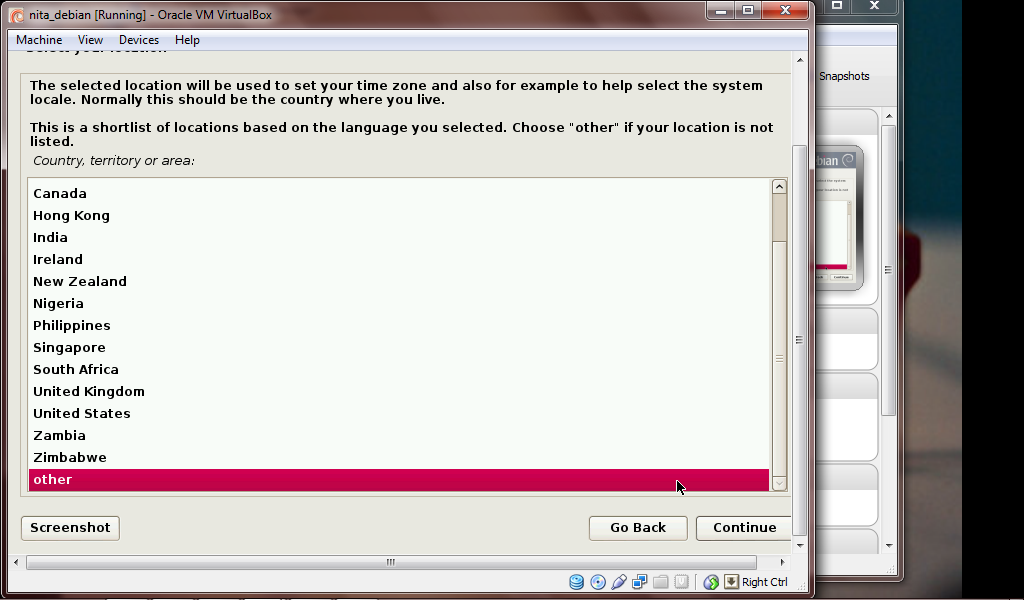 nita_debian [Running] - Oracle VM VirtualBox
Machine View Devices Help
Select your location
The selected location will be used to set your time zone and also for example to help select the system
locale. Normally this should be the country where you live.
This is a shortlist of locations based on the language you selected. Choose "other" if your location is not
listed.
Country, territory or area:
Canada
Hong Kong
India
Ireland
New Zealand
Nigeria
Philippines
Singapore
South Africa
United Kingdom
United States
Zambia
Zimbabwe
other
Screenshot Go Back Continue
Right Ctrl
Snapshots